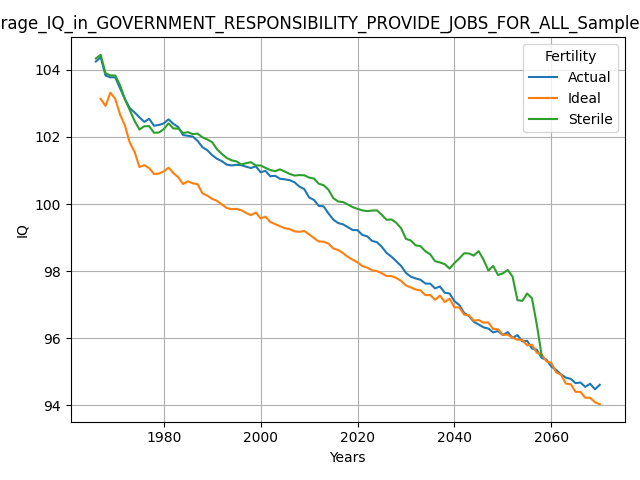 rage_IQ_in_GOVERNMENT_RESPONSIBILITY_PROVIDE_JOBS_FOR_ALL_Sample
Fertility
Actual
Ideal
Sterile
104
102
100
98
96
94
IQ
1980
2000
2020
2040
2060
Years